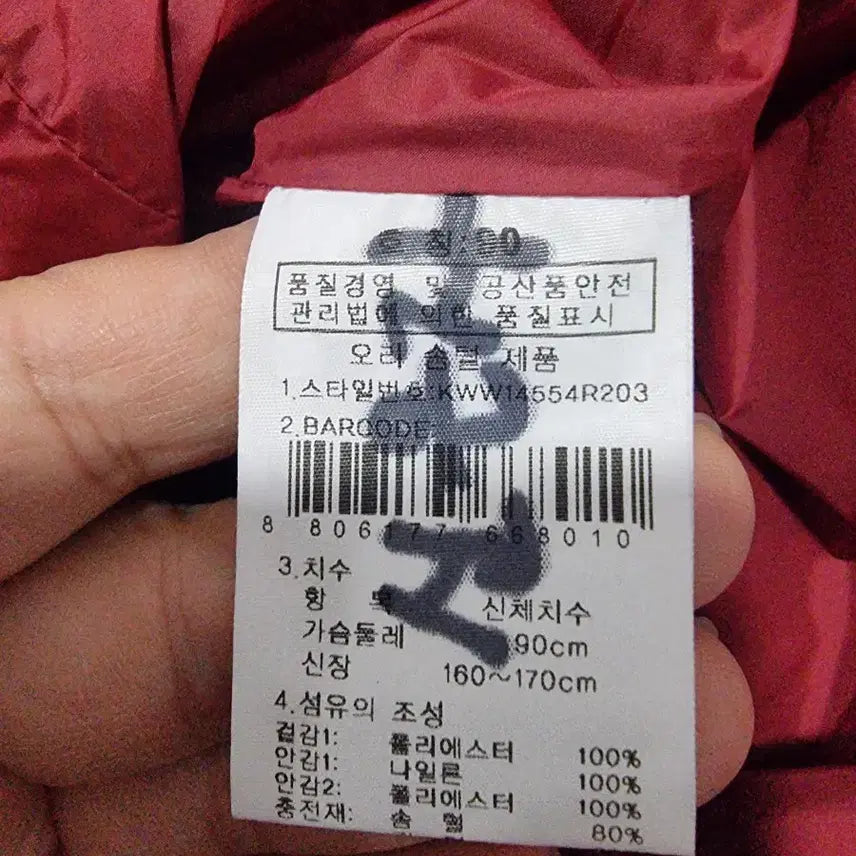 호 칭:90
품질경영 및 공산품안전
관리법에 의한 품질표시
오리 솜털 제품
1.스타일번호:KWW14554R203
2.BARCODE
8 806177 668010
3.치수
항 목 신체치수
가슴둘레 90cm
신장 160~170cm
4.섬유의 조성
겉감1: 폴리에스터 100%
안감1: 나일론 100%
안감2: 폴리에스터 100%
충전재: 솜 털 80%